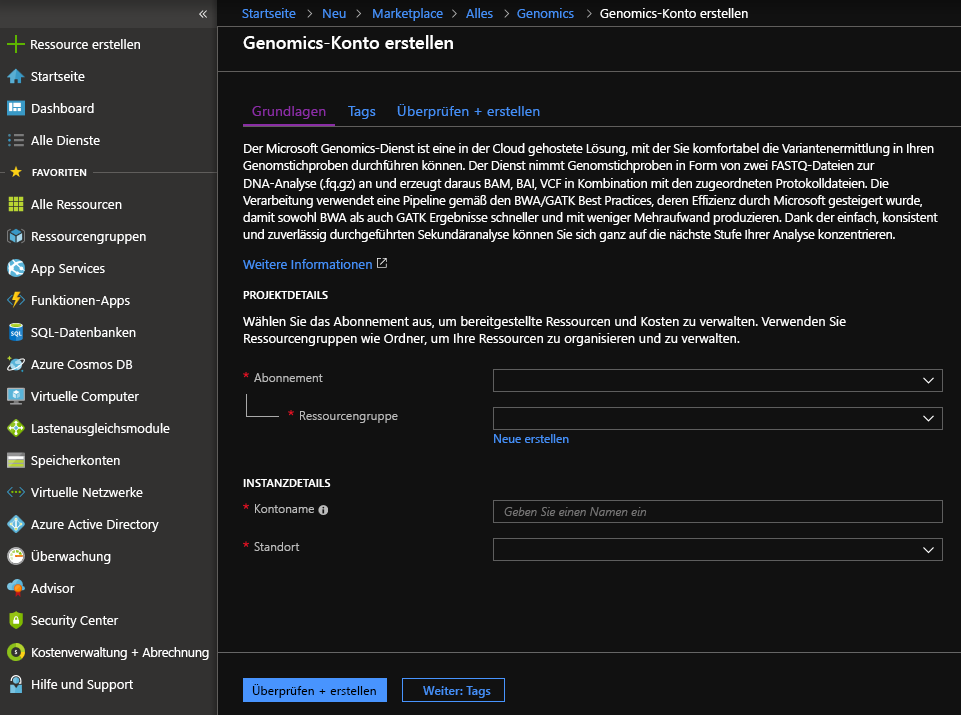 «
Ressource erstellen
Startseite
Dashboard
Alle Dienste
FAVORITEN
Alle Ressourcen
Ressourcengruppen
App Services
Funktionen-Apps
SQL-Datenbanken
Azure Cosmos DB
Virtuelle Computer
Lastenausgleichsmodule
Speicherkonten
Virtuelle Netzwerke
Azure Active Directory
Überwachung
Advisor
Security Center
Kostenverwaltung + Abrechnung
Hilfe und Support
Startseite > Neu > Marketplace > Alles > Genomics > Genomics-Konto erstellen
Genomics-Konto erstellen
Grundlagen Tags Überprüfen + erstellen
Der Microsoft Genomics-Dienst ist eine in der Cloud gehostete Lösung, mit der Sie komfortabel die Variantenermittlung in Ihren
Genomstichproben durchführen können. Der Dienst nimmt Genomstichproben in Form von zwei FASTQ-Dateien zur
DNA-Analyse (.fq.gz) an und erzeugt daraus BAM, BAI, VCF in Kombination mit den zugeordneten Protokolldateien. Die
Verarbeitung verwendet eine Pipeline gemäß den BWA/GATK Best Practices, deren Effizienz durch Microsoft gesteigert wurde,
damit sowohl BWA als auch GATK Ergebnisse schneller und mit weniger Mehraufwand produzieren. Dank der einfach, konsistent
und zuverlässig durchgeführten Sekundäranalyse können Sie sich ganz auf die nächste Stufe Ihrer Analyse konzentrieren.
Weitere Informationen
PROJEKTDETAILS
Wählen Sie das Abonnement aus, um bereitgestellte Ressourcen und Kosten zu verwalten. Verwenden Sie
Ressourcengruppen wie Ordner, um Ihre Ressourcen zu organisieren und zu verwalten.
* Abonnement
* Ressourcengruppe
Neue erstellen
INSTANZDETAILS
* Kontoname
Geben Sie einen Namen ein
* Standort
Überprüfen + erstellen
Weiter: Tags